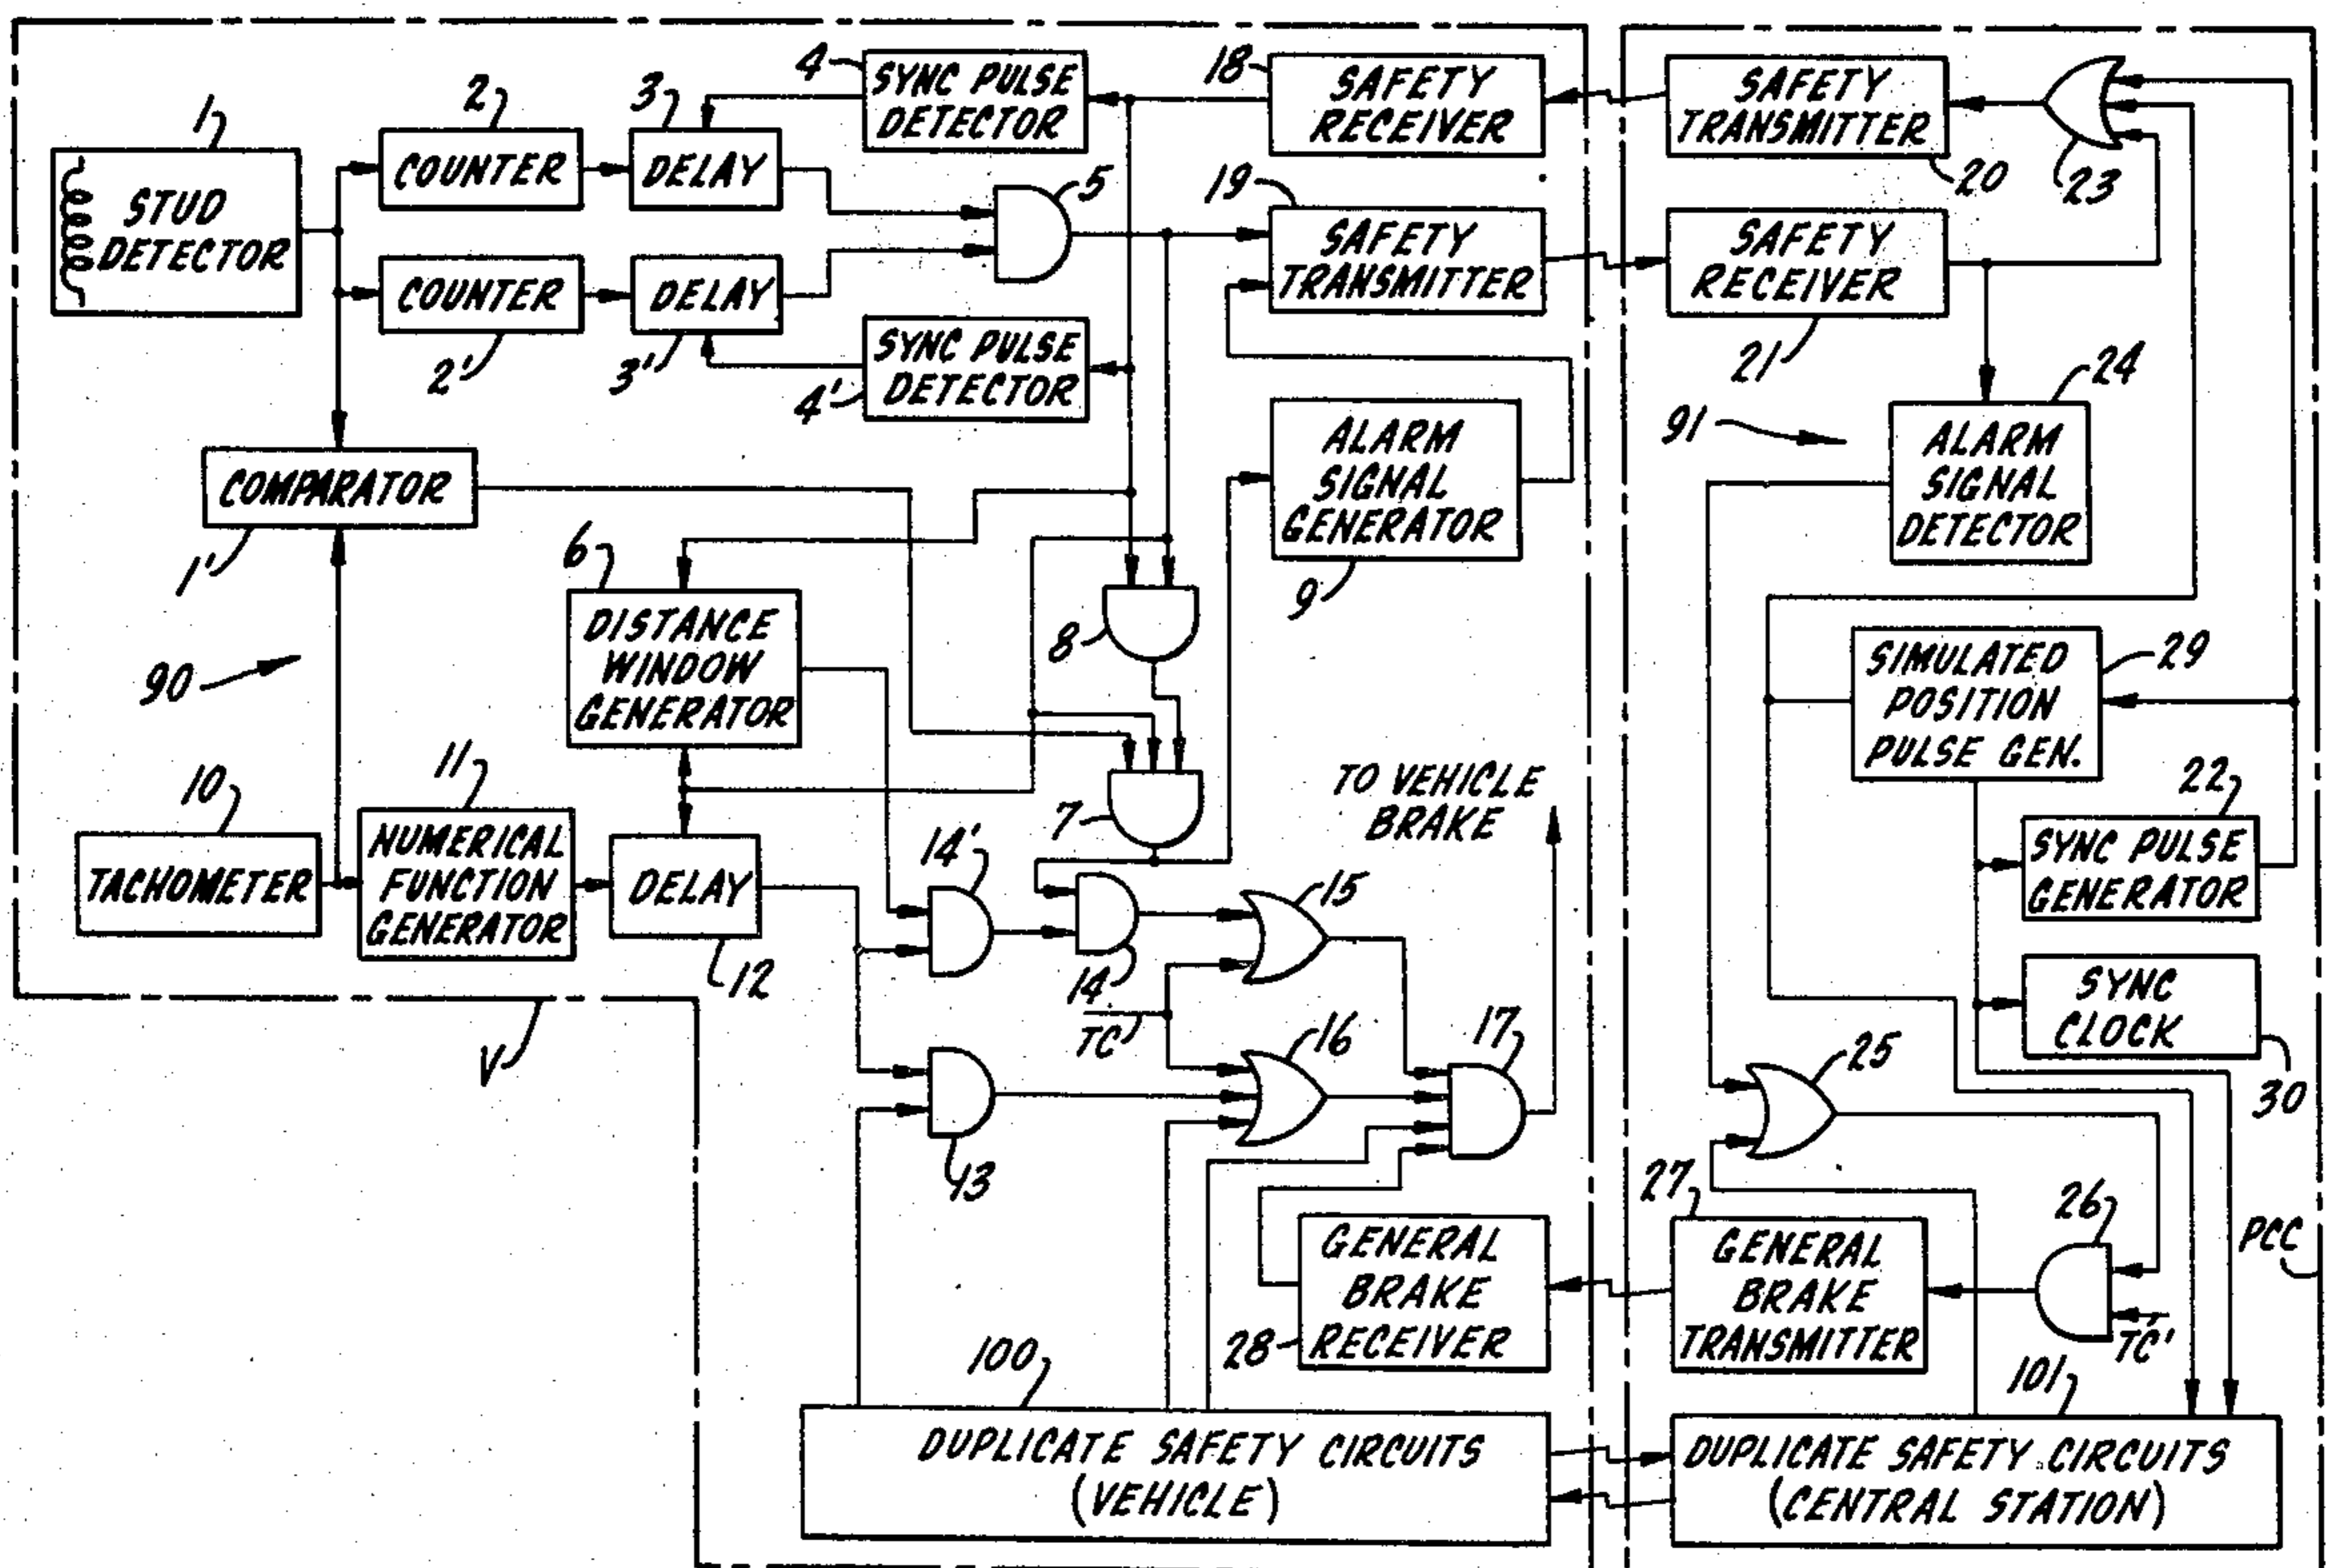 1
STUD
DETECTOR
2
COUNTER
3
DELAY
4
SYNC PULSE
DETECTOR
5
18
SAFETY
RECEIVER
SAFETY
TRANSMITTER
20
23
COUNTER
2'
DELAY
3'
SYNC PULSE
DETECTOR
4'
19
SAFETY
TRANSMITTER
SAFETY
RECEIVER
21
COMPARATOR
1'
ALARM
SIGNAL
GENERATOR
9
91
24
ALARM
SIGNAL
DETECTOR
90
6
DISTANCE
WINDOW
GENERATOR
8
7
SIMULATED
POSITION
PULSE GEN.
29
10
TACHOMETER
11
NUMERICAL
FUNCTION
GENERATOR
DELAY
12
14'
14
15
TO VEHICLE
BRAKE
22
SYNC PULSE
GENERATOR
SYNC
CLOCK
30
V
TC'
13
16
17
25
26
TC'
PCC
27
GENERAL
BRAKE
TRANSMITTER
GENERAL
BRAKE
RECEIVER
28
100
DUPLICATE SAFETY CIRCUITS
(VEHICLE)
101
DUPLICATE SAFETY CIRCUITS
(CENTRAL STATION)